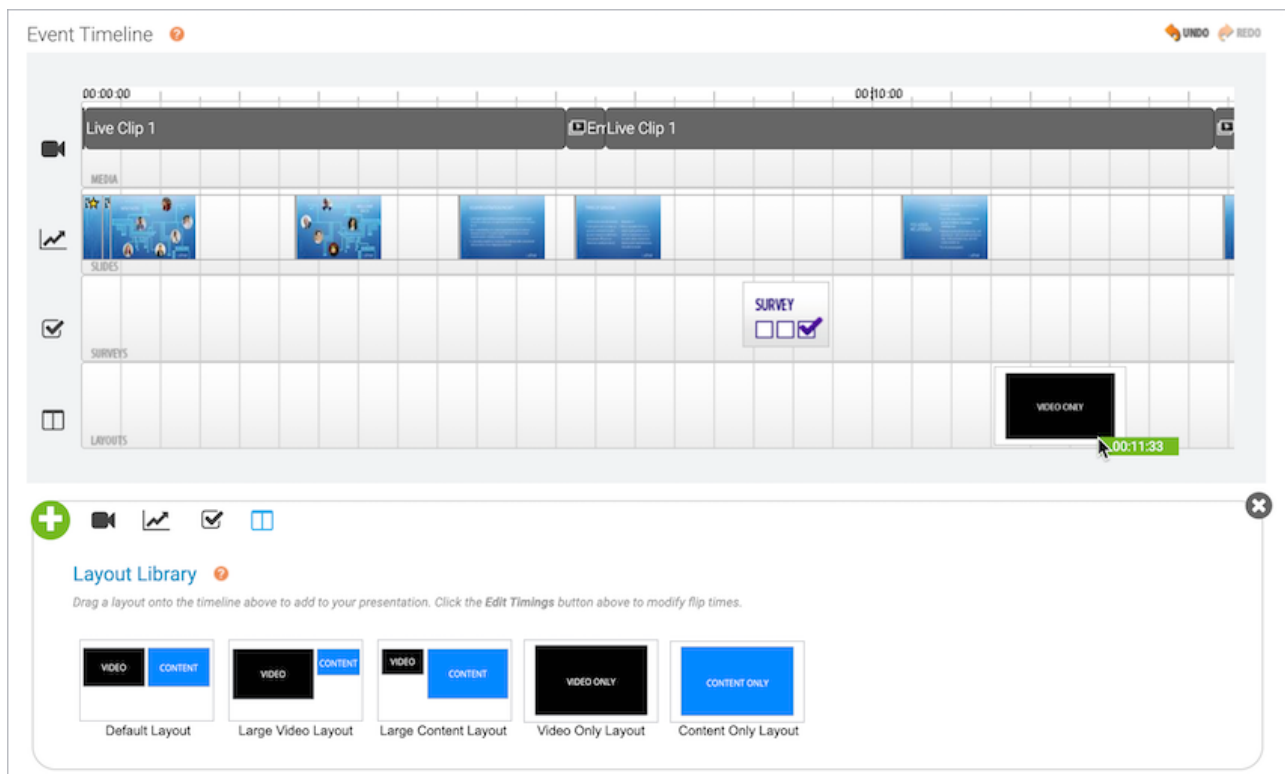 Event Timeline
UNDO REDO
00:00:00 00:10:00
Live Clip 1
Live Clip 1
MEDIA
SLIDES
SURVEY
SURVEYS
VIDEO ONLY
LAYOUTS
00:11:33
Layout Library
Drag a layout onto the timeline above to add to your presentation. Click the Edit Timings button above to modify flip times.
VIDEO CONTENT
VIDEO CONTENT
VIDEO CONTENT
VIDEO ONLY
CONTENT ONLY
Default Layout
Large Video Layout
Large Content Layout
Video Only Layout
Content Only Layout